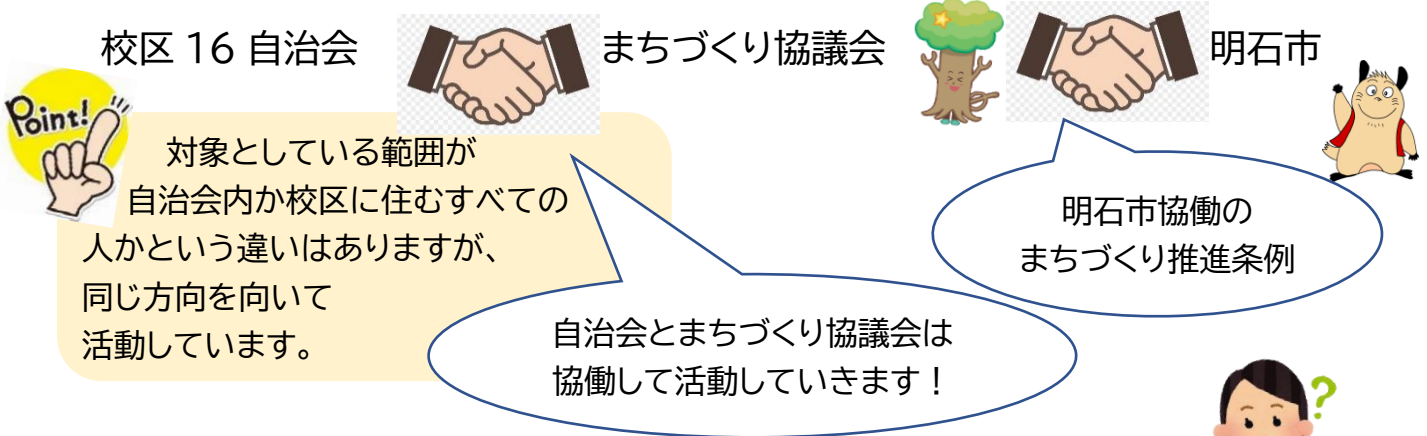 校区 16 自治会 まちづくり協議会 明石市
Point!
対象としている範囲が
自治会内か校区に住むすべての
人かという違いはありますが、
同じ方向を向いて
活動しています。
明石市協働の
まちづくり推進条例
自治会とまちづくり協議会は
協働して活動していきます！
?